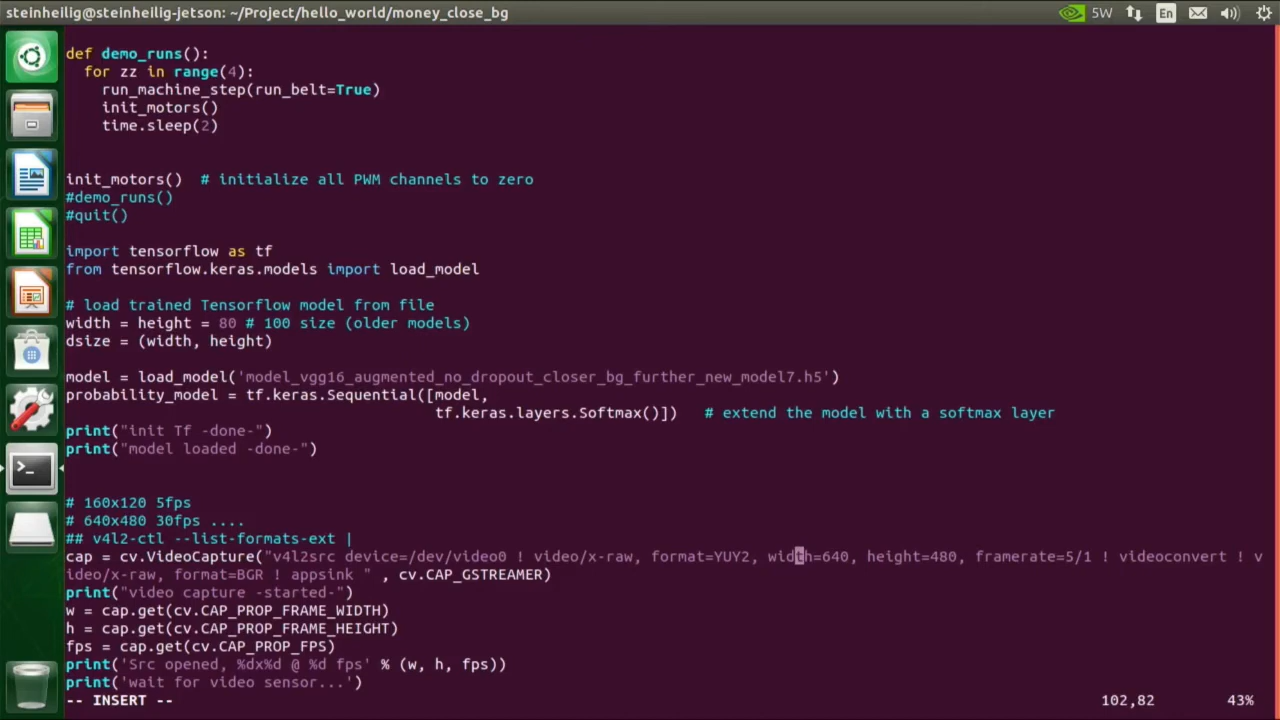 steinheilig@steinheilig-jetson: ~/Project/hello_world/money_close_bg
5W
En
def demo_runs():
  for zz in range(4):
    run_machine_step(run_belt=True)
    init_motors()
    time.sleep(2)
init_motors()  # initialize all PWM channels to zero
#demo_runs()
#quit()
import tensorflow as tf
from tensorflow.keras.models import load_model
# load trained Tensorflow model from file
width = height = 80 # 100 size (older models)
dsize = (width, height)
model = load_model('model_vgg16_augmented_no_dropout_closer_bg_further_new_model7.h5')
probability_model = tf.keras.Sequential([model,
                                         tf.keras.layers.Softmax()])   # extend the model with a softmax layer
print("init Tf -done-")
print("model loaded -done-")
# 160x120 5fps
# 640x480 30fps ....
## v4l2-ctl --list-formats-ext |
cap = cv.VideoCapture("v4l2src device=/dev/video0 ! video/x-raw, format=YUY2, width=640, height=480, framerate=5/1 ! videoconvert ! v
ideo/x-raw, format=BGR ! appsink " , cv.CAP_GSTREAMER)
print("video capture -started-")
w = cap.get(cv.CAP_PROP_FRAME_WIDTH)
h = cap.get(cv.CAP_PROP_FRAME_HEIGHT)
fps = cap.get(cv.CAP_PROP_FPS)
print('Src opened, %dx%d @ %d fps' % (w, h, fps))
print('wait for video sensor...')
-- INSERT --
102,82
43%